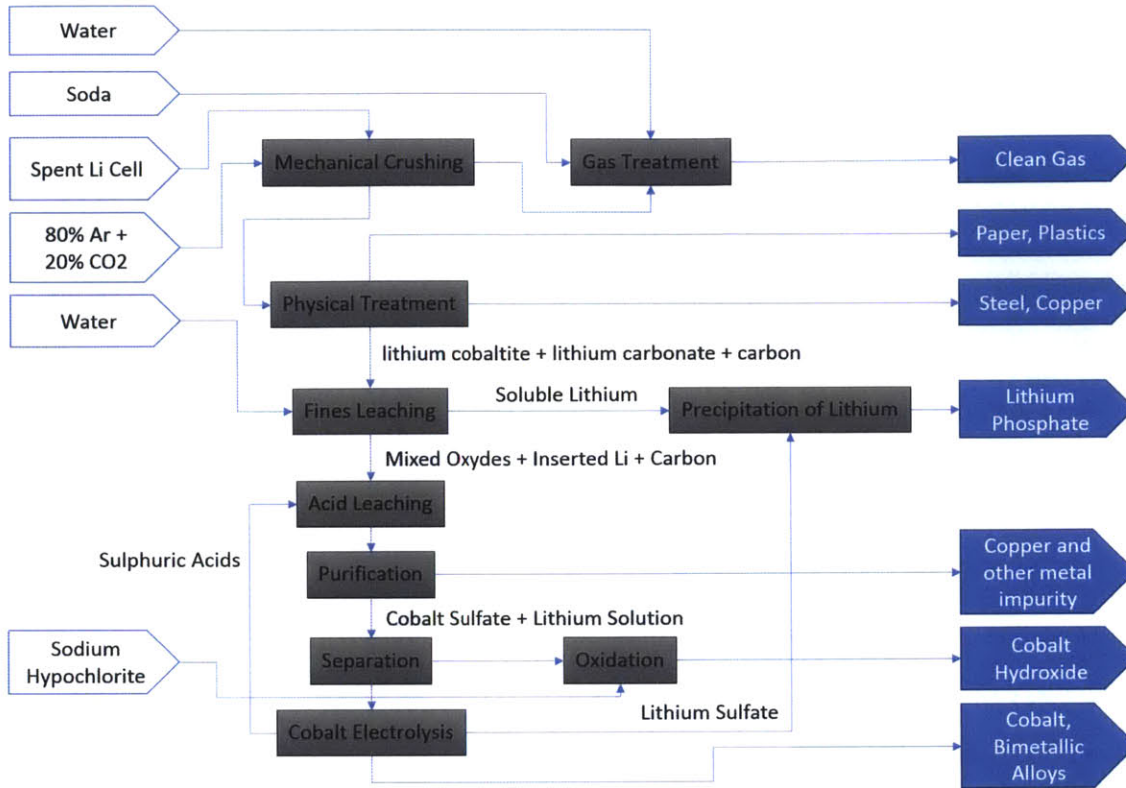 Water
Soda
Spent Li Cell
Mechanical Crushing
Gas Treatment
Clean Gas
80% Ar +
20% CO2
Paper, Plastics
Physical Treatment
Steel, Copper
Water
lithium cobaltite + lithium carbonate + carbon
Fines Leaching
Soluble Lithium
Precipitation of Lithium
Lithium
Phosphate
Mixed Oxydes + Inserted Li + Carbon
Acid Leaching
Sulphuric Acids
Purification
Copper and
other metal
impurity
Cobalt Sulfate + Lithium Solution
Sodium
Hypochlorite
Separation
Oxidation
Cobalt
Hydroxide
Lithium Sulfate
Cobalt Electrolysis
Cobalt,
Bimetallic
Alloys